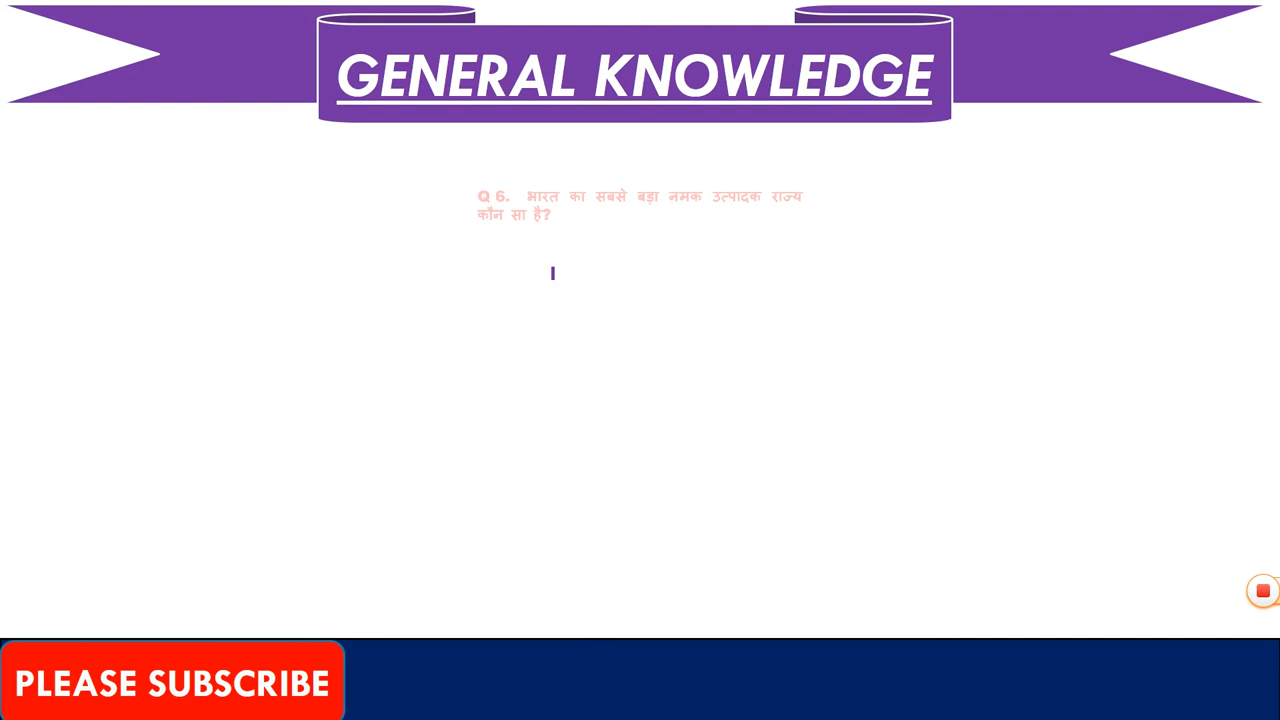 GENERAL KNOWLEDGE
Q 6. भारत का सबसे बड़ा नमक उत्पादक राज्य
कौन सा है?
I
PLEASE SUBSCRIBE